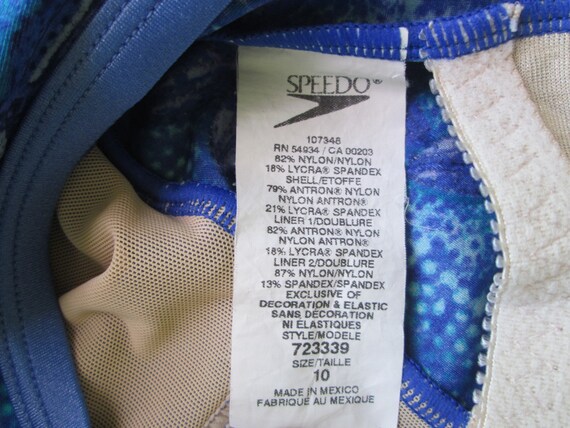 SPEEDO®
107348
RN 54934 / CA 00203
82% NYLON/NYLON
18% LYCRA® SPANDEX
SHELL/ETOFFE
79% ANTRON® NYLON
NYLON ANTRON®
21% LYCRA® SPANDEX
LINER 1/DOUBLURE
82% ANTRON® NYLON
NYLON ANTRON®
18% LYCRA® SPANDEX
LINER 2/DOUBLURE
87% NYLON/NYLON
13% SPANDEX/SPANDEX
EXCLUSIVE OF
DECORATION & ELASTIC
SANS DÉCORATION
NI ELASTIQUES
STYLE/MODELE
723339
SIZE/TAILLE
10
MADE IN MEXICO
FABRIQUÉ AU MEXIQUE